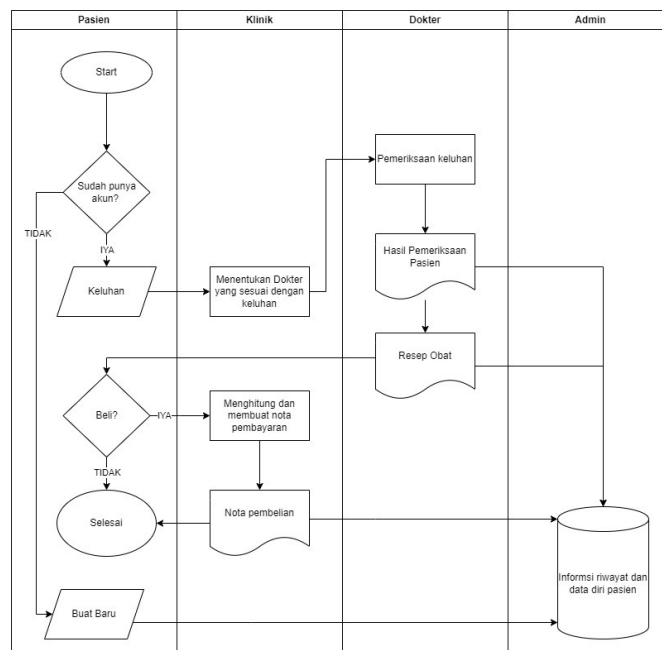 Pasien
Klinik
Dokter
Admin
Start
Pemeriksaan keluhan
Sudah punya
akun?
TIDAK
IYA
Hasil Pemeriksaan
Pasien
Keluhan
Menentukan Dokter
yang sesuai dengan
keluhan
Resep Obat
Beli?
IYA
Menghitung dan
membuat nota
pembayaran
TIDAK
Selesai
Nota pembelian
Informsi riwayat dan
data diri pasien
Buat Baru